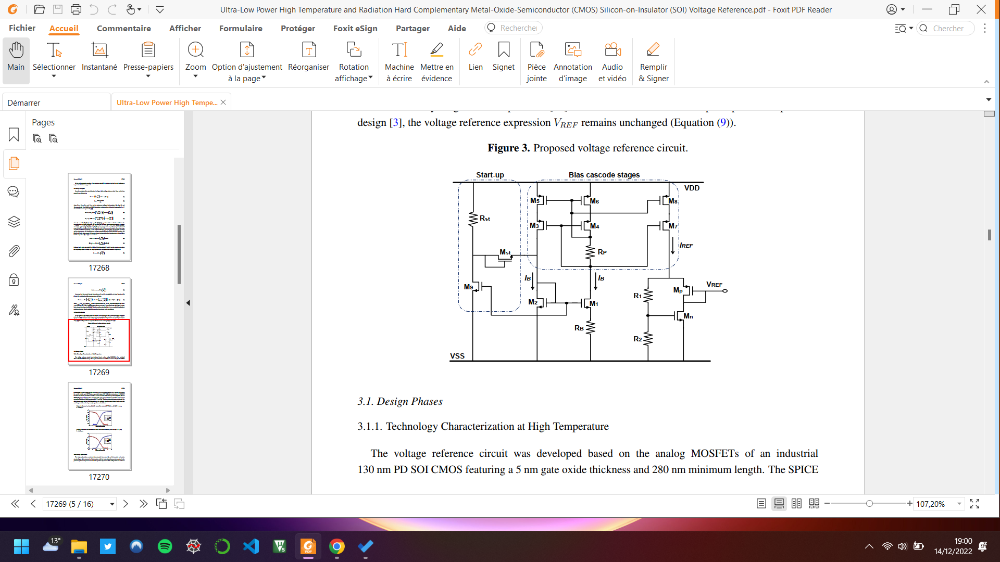 Ultra-Low Power High Temperature and Radiation Hard Complementary Metal-Oxide-Semiconductor (CMOS) Silicon-on-Insulator (SOI) Voltage Reference.pdf - Foxit PDF Reader
Fichier Accueil Commentaire Afficher Formulaire Protéger Foxit eSign Partager Aide Rechercher Chercher
Main Sélectionner Instantané Presse-papiers Zoom Option d'ajustement Réorganiser Rotation Machine Mettre en Lien Signet Pièce Annotation Audio Remplir
à la page affichage à écrire évidence jointe d'image et vidéo & Signer
Démarrer Ultra-Low Power High Tempe...
Pages
17268
17269
17270
design [3], the voltage reference expression VREF remains unchanged (Equation (9)).
Figure 3. Proposed voltage reference circuit.
Start-up Bias cascode stages
VDD
M5 M6 M8
Rst M3 M4 M7
IREF
Mst RP
IB IB
M9 Mp VREF
R1
M2 M1
Mn
RB
R2
VSS
3.1. Design Phases
3.1.1. Technology Characterization at High Temperature
The voltage reference circuit was developed based on the analog MOSFETs of an industrial
130 nm PD SOI CMOS featuring a 5 nm gate oxide thickness and 280 nm minimum length. The SPICE
17269 (5 / 16) 107,20%
13° 19:00
14/12/2022